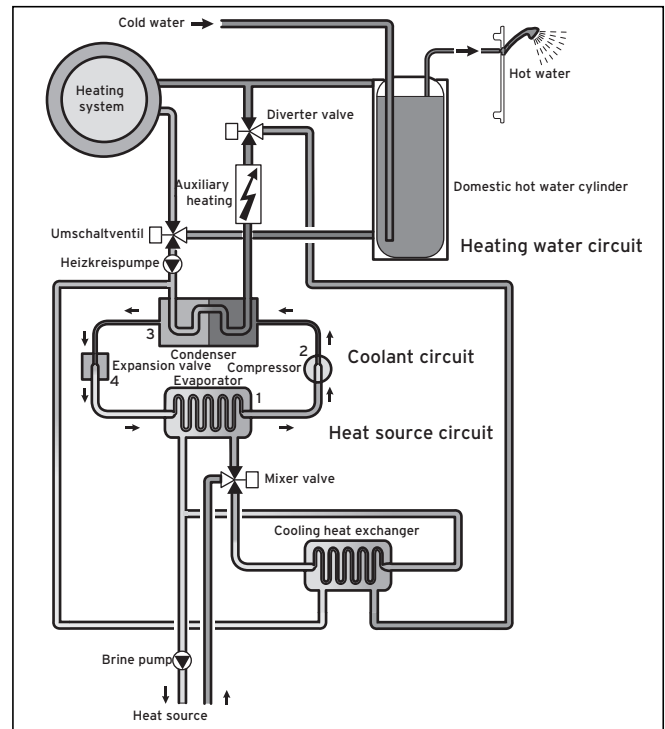 Cold water
Hot water
Heating
system
Diverter valve
Auxiliary
heating
Domestic hot water cylinder
Umschaltventil
Heating water circuit
Heizkreispumpe
3
Condenser
2
Coolant circuit
Expansion valve
4
Compressor
Evaporator
1
Heat source circuit
Mixer valve
Cooling heat exchanger
Brine pump
Heat source